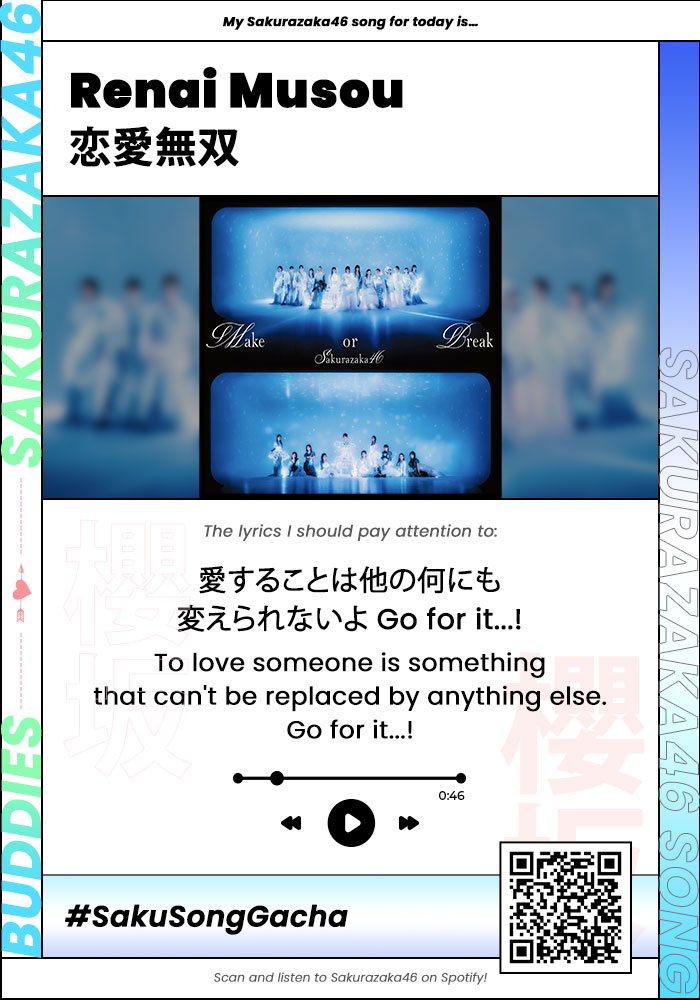 My Sakurazaka46 song for today is...
Renai Musou
恋愛無双
Make or Break
Sakurazaka46
The lyrics I should pay attention to:
愛することは他の何にも
変えられないよ Go for it...!
To love someone is something
that can't be replaced by anything else.
Go for it...!
0:46
#SakuSongGacha
Scan and listen to Sakurazaka46 on Spotify!
BUDDIES
SAKURAZAKA46
SAKURAZAKA46 SONG
櫻坂
櫻坂